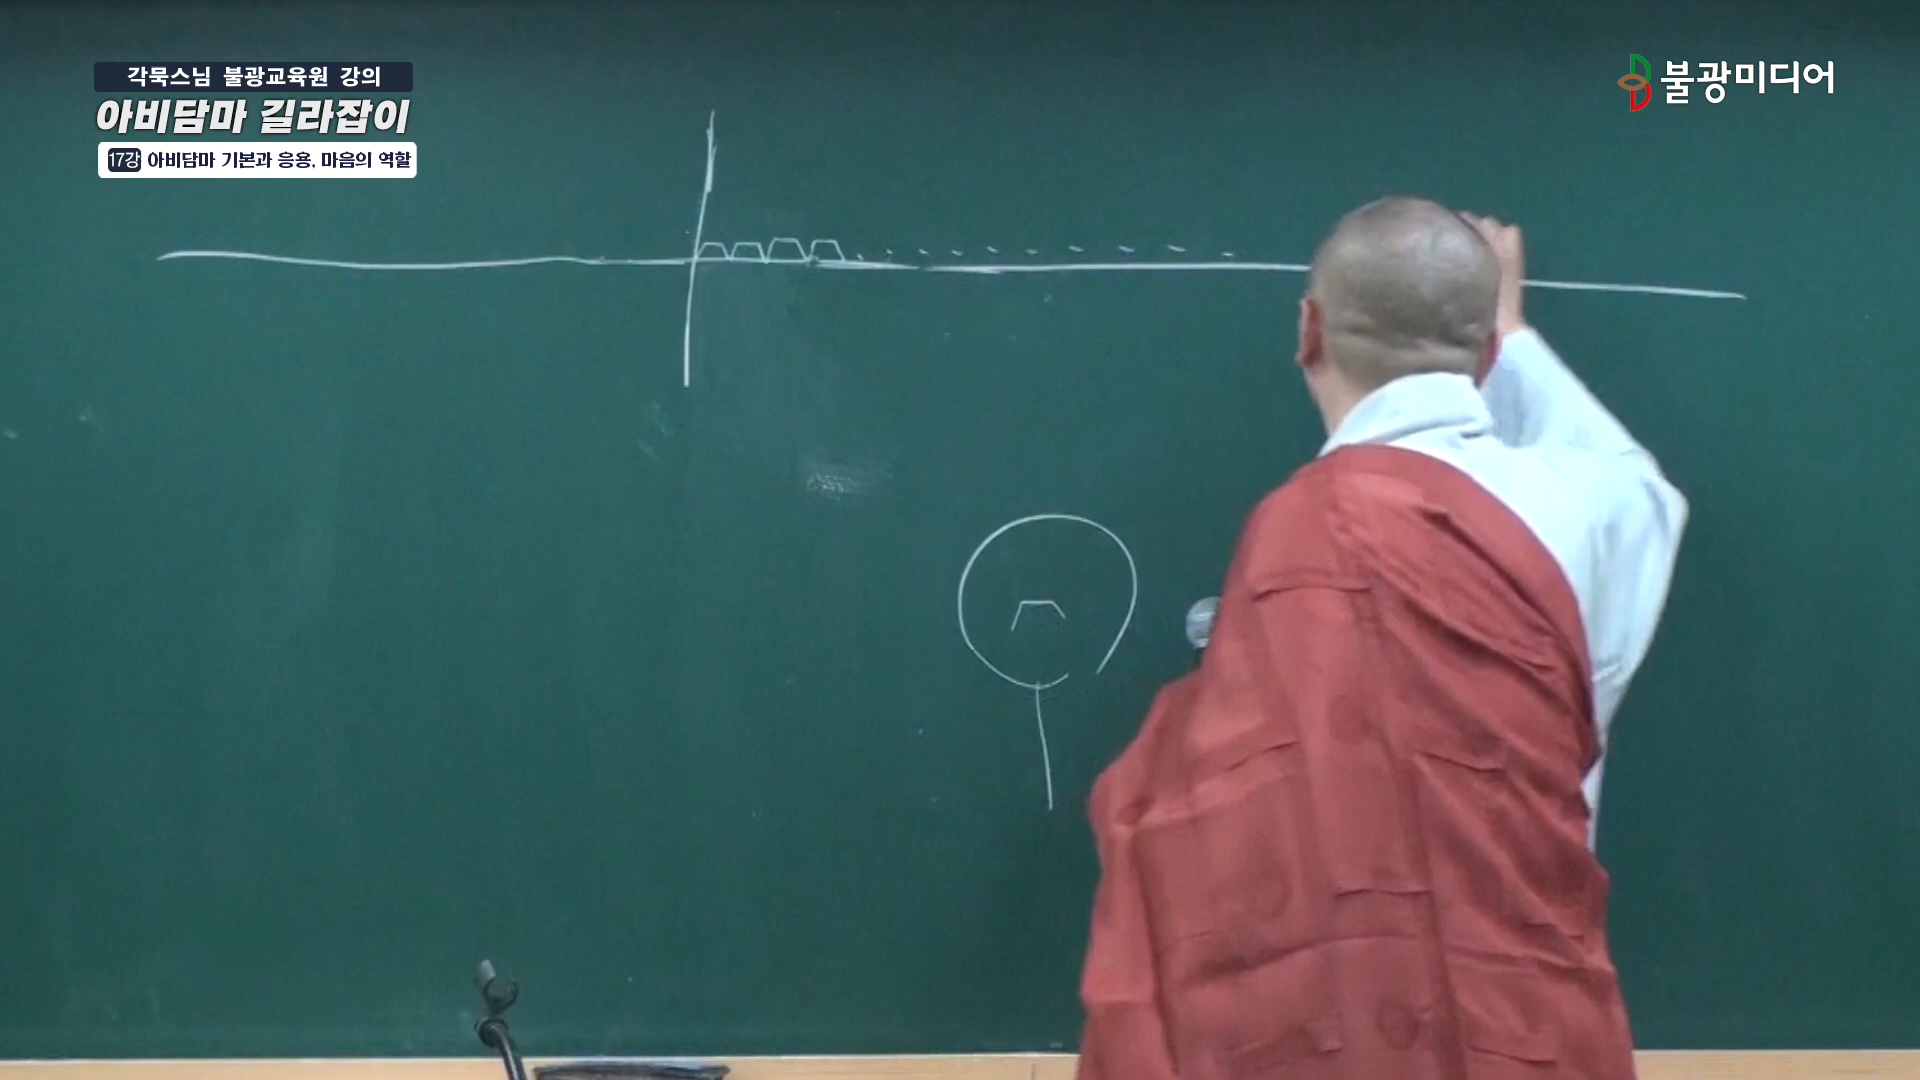 각묵스님 불광교육원 강의
아비담마 길라잡이
17강 아비담마 기본과 응용, 마음의 역할
불광미디어